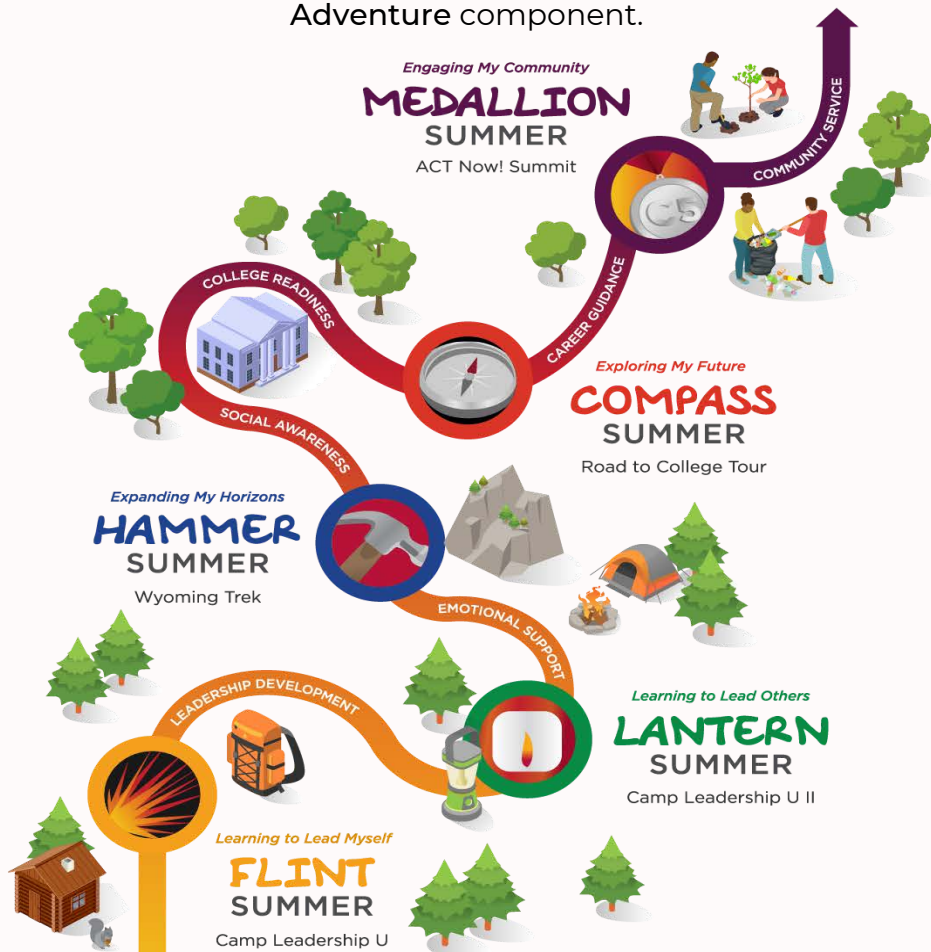 Adventure component.
Engaging My Community
MEDALLION
SUMMER
ACT Now! Summit
COMMUNITY SERVICE
C5
COLLEGE READINESS
CAREER GUIDANCE
Exploring My Future
COMPASS
SUMMER
Road to College Tour
SOCIAL AWARENESS
Expanding My Horizons
HAMMER
SUMMER
Wyoming Trek
EMOTIONAL SUPPORT
LEADERSHIP DEVELOPMENT
Learning to Lead Others
LANTERN
SUMMER
Camp Leadership U II
Learning to Lead Myself
FLINT
SUMMER
Camp Leadership U